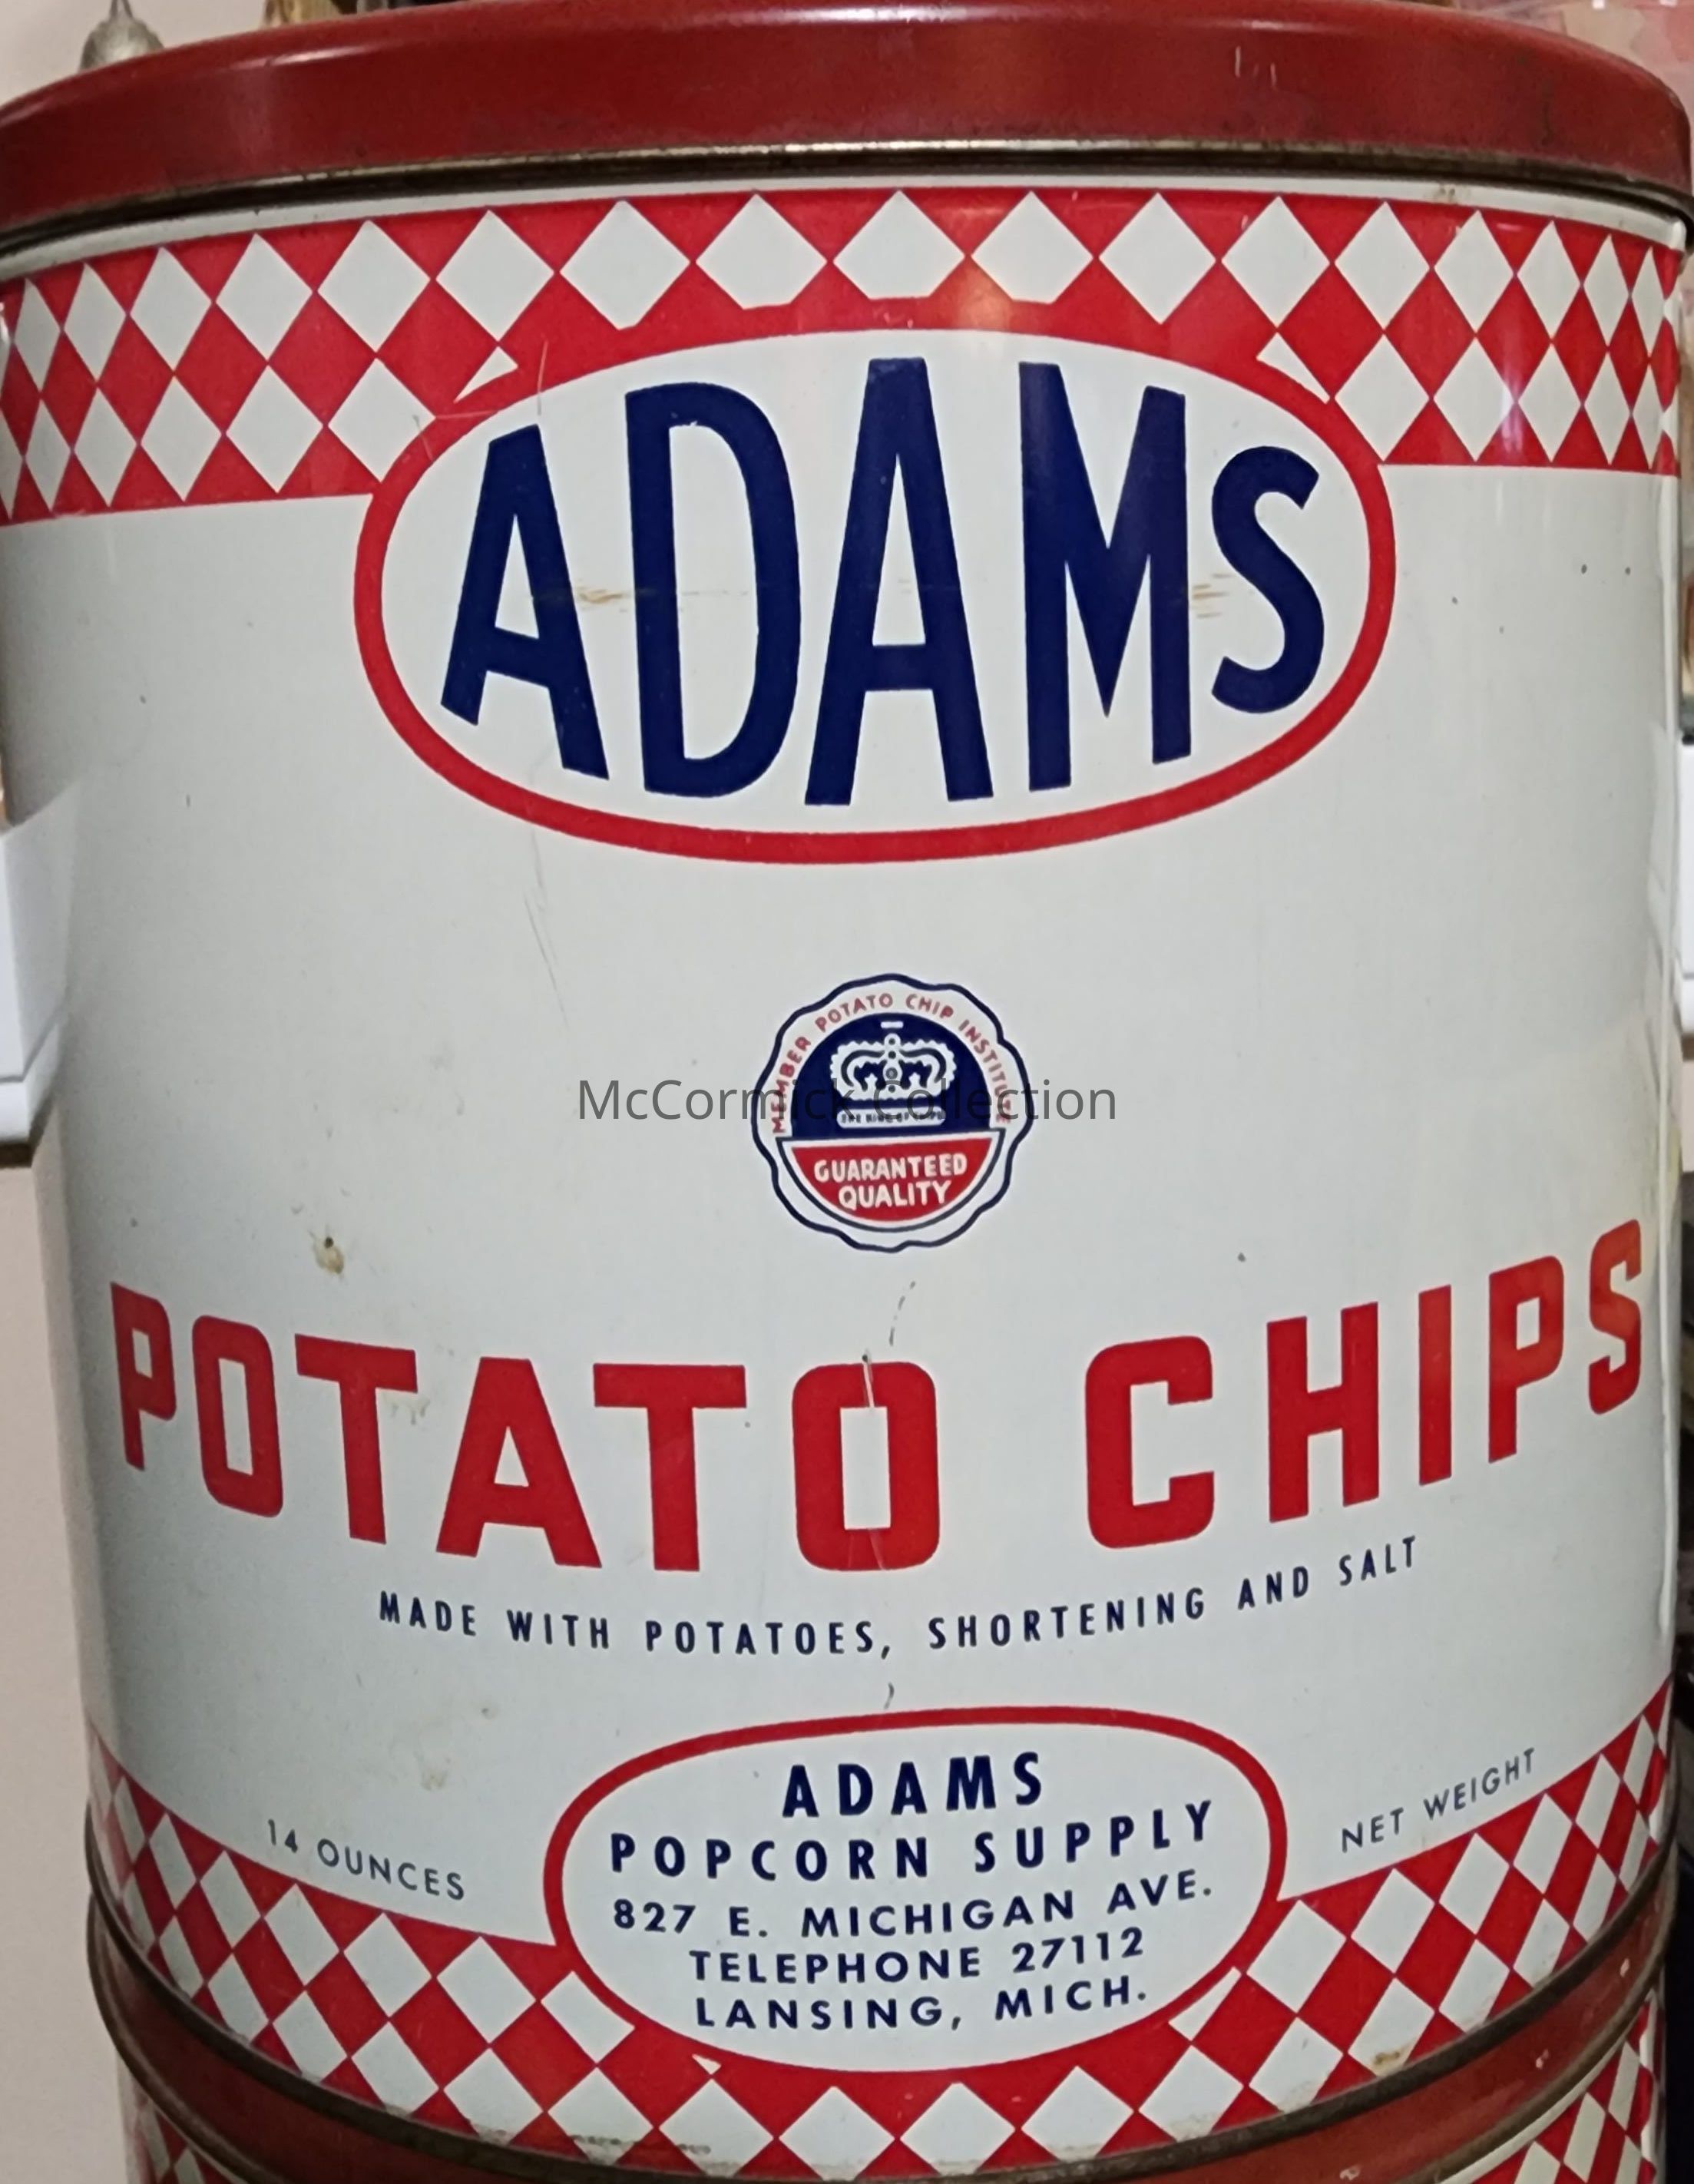 ADAMS
MEMBER POTATO CHIP INSTITUTE
McCormick Collection
GUARANTEED
QUALITY
POTATO CHIPS
MADE WITH POTATOES, SHORTENING AND SALT
14 OUNCES
NET WEIGHT
ADAMS
POPCORN SUPPLY
827 E. MICHIGAN AVE.
TELEPHONE 27112
LANSING, MICH.